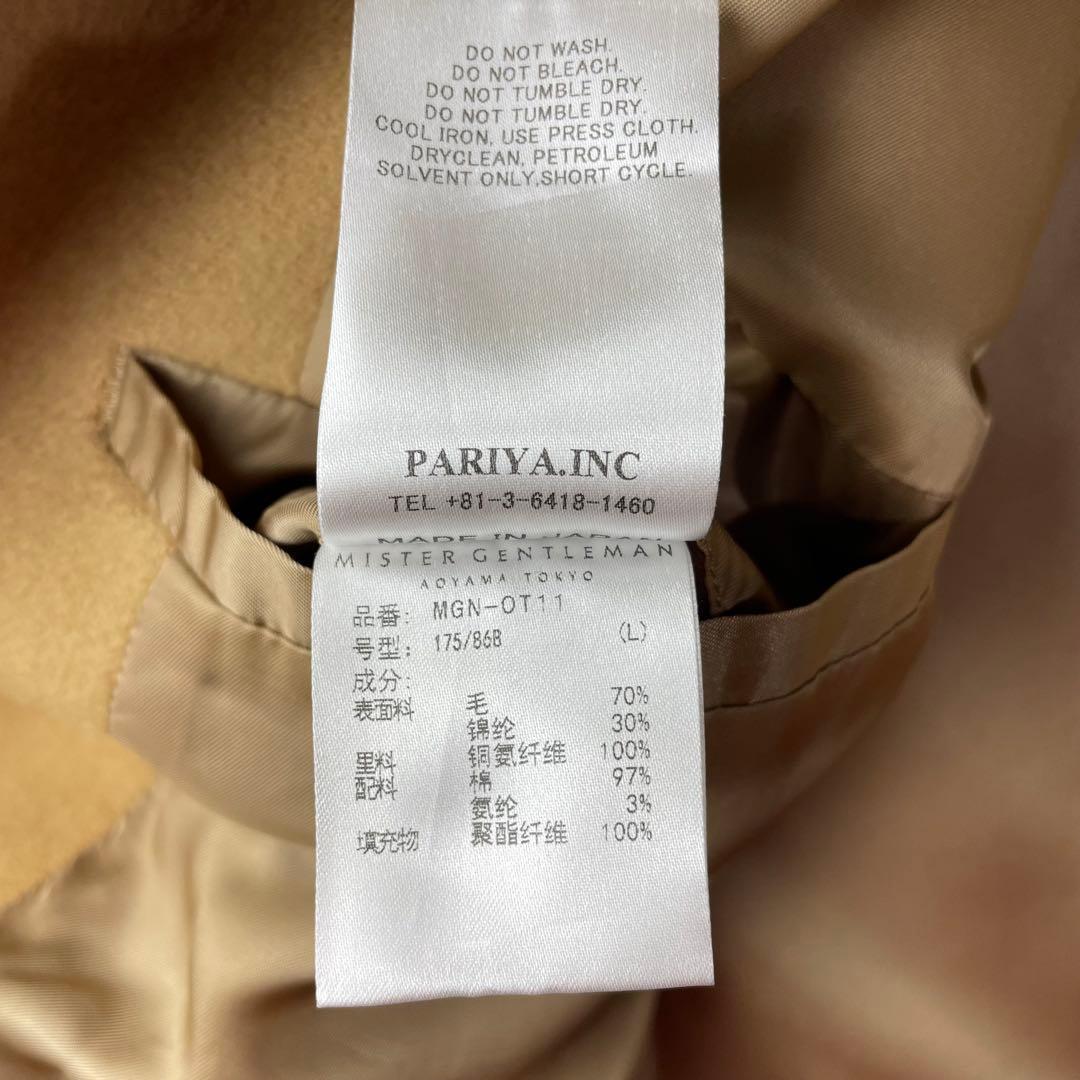 DO NOT WASH.
DO NOT BLEACH.
DO NOT TUMBLE DRY.
DO NOT TUMBLE DRY.
COOL IRON, USE PRESS CLOTH.
DRYCLEAN, PETROLEUM
SOLVENT ONLY,SHORT CYCLE.
PARIYA.INC
TEL +81-3-6418-1460
MADE IN JAPAN
MISTER GENTLEMAN
AOYAMA TOKYO
品番: MGN-OT11
号型: 175/86B (L)
成分:
表面料 毛 70%
锦纶 30%
里料 铜氨纤维 100%
配料 棉 97%
氨纶 3%
填充物 聚酯纤维 100%